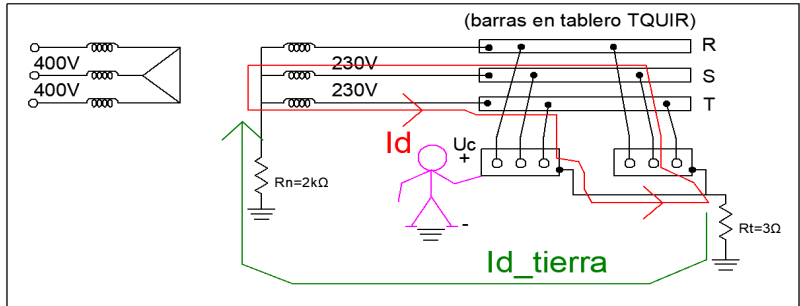 (barras en tablero TQUIR)
R
400V
230V
S
400V
230V
T
Id
Uc
+
Rn=2kΩ
-
Rt=3Ω
Id_tierra